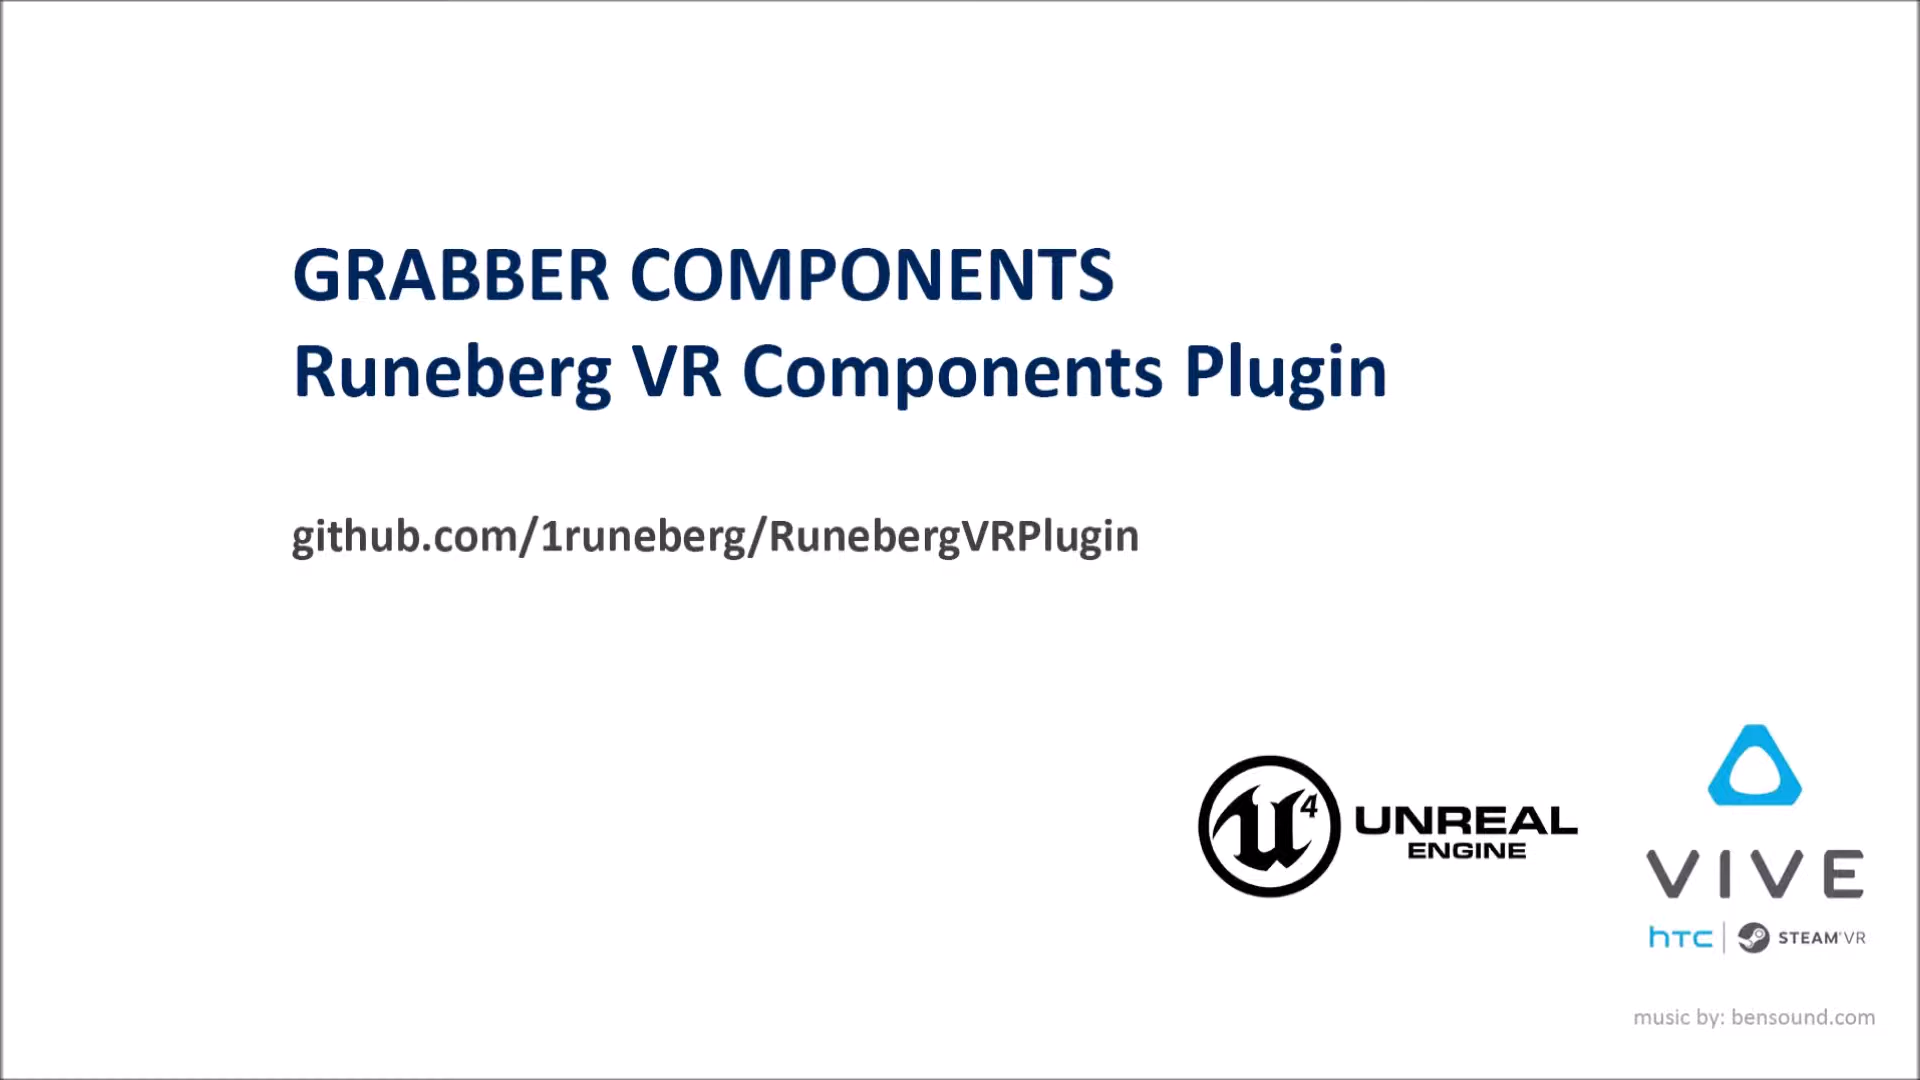 GRABBER COMPONENTS
Runeberg VR Components Plugin
github.com/1runeberg/RunebergVRPlugin
4
UNREAL
ENGINE
VIVE
hTC | STEAM®VR
music by: bensound.com